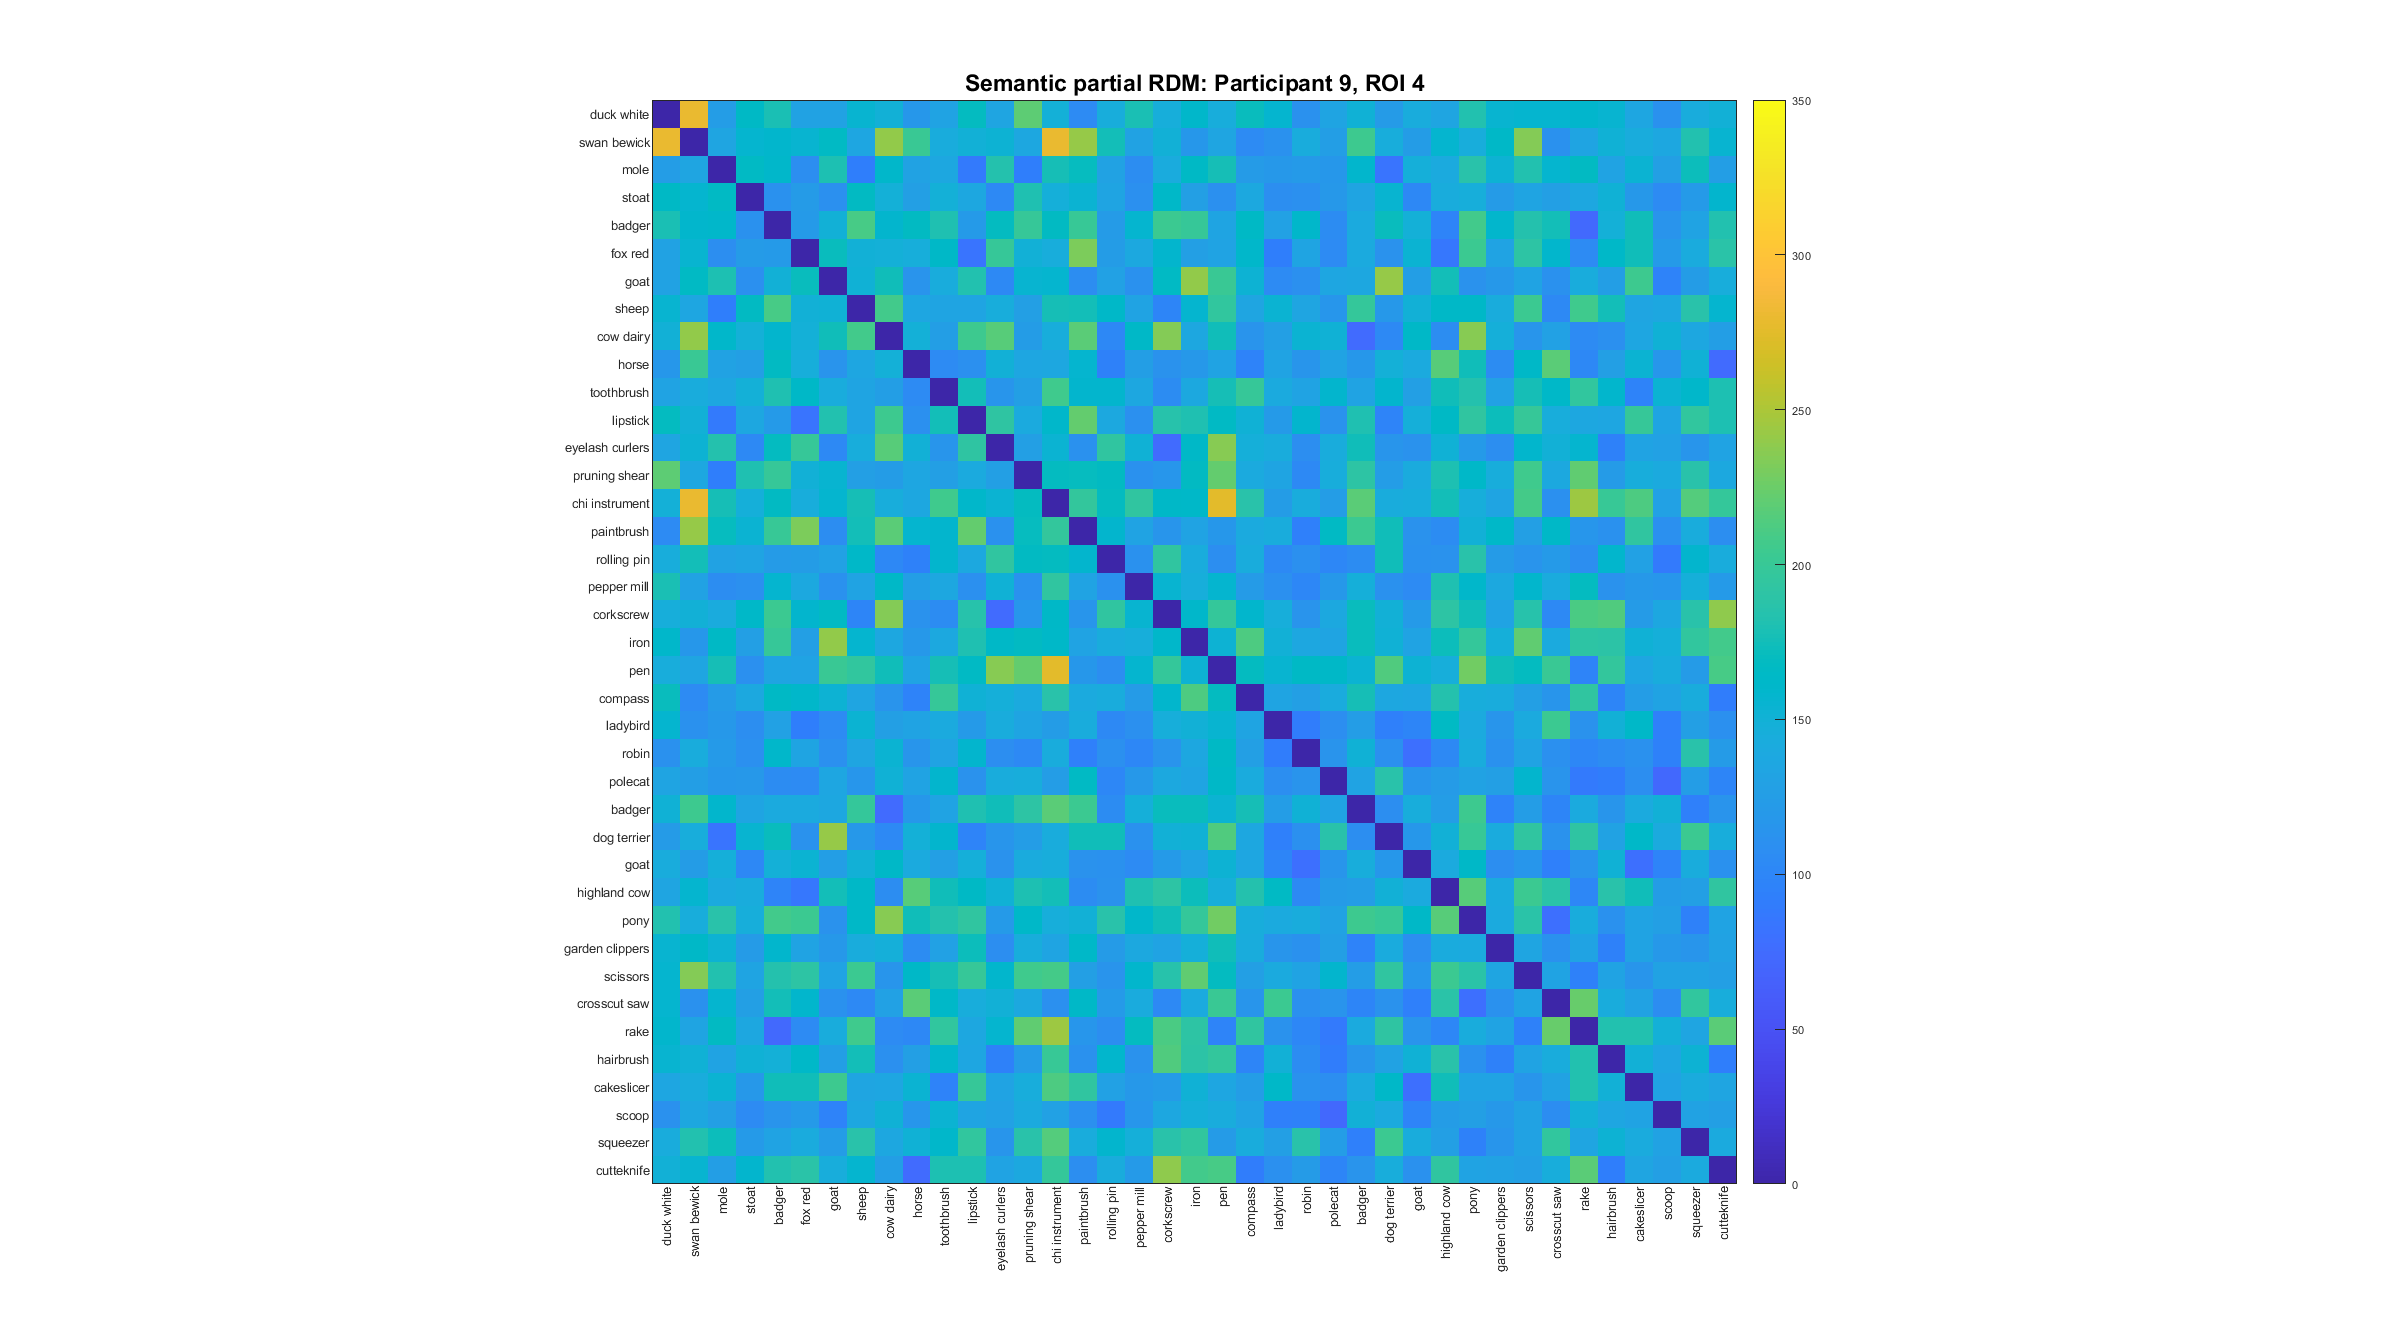 Semantic partial RDM: Participant 9, ROI 4
duck white
swan bewick
mole
stoat
badger
fox red
goat
sheep
cow dairy
horse
toothbrush
lipstick
eyelash curlers
pruning shear
chi instrument
paintbrush
rolling pin
pepper mill
corkscrew
iron
pen
compass
ladybird
robin
polecat
badger
dog terrier
goat
highland cow
pony
garden clippers
scissors
crosscut saw
rake
hairbrush
cakeslicer
scoop
squeezer
cutteknife
duck white
swan bewick
mole
stoat
badger
fox red
goat
sheep
cow dairy
horse
toothbrush
lipstick
eyelash curlers
pruning shear
chi instrument
paintbrush
rolling pin
pepper mill
corkscrew
iron
pen
compass
ladybird
robin
polecat
badger
dog terrier
goat
highland cow
pony
garden clippers
scissors
crosscut saw
rake
hairbrush
cakeslicer
scoop
squeezer
cutteknife
350
300
250
200
150
100
50
0